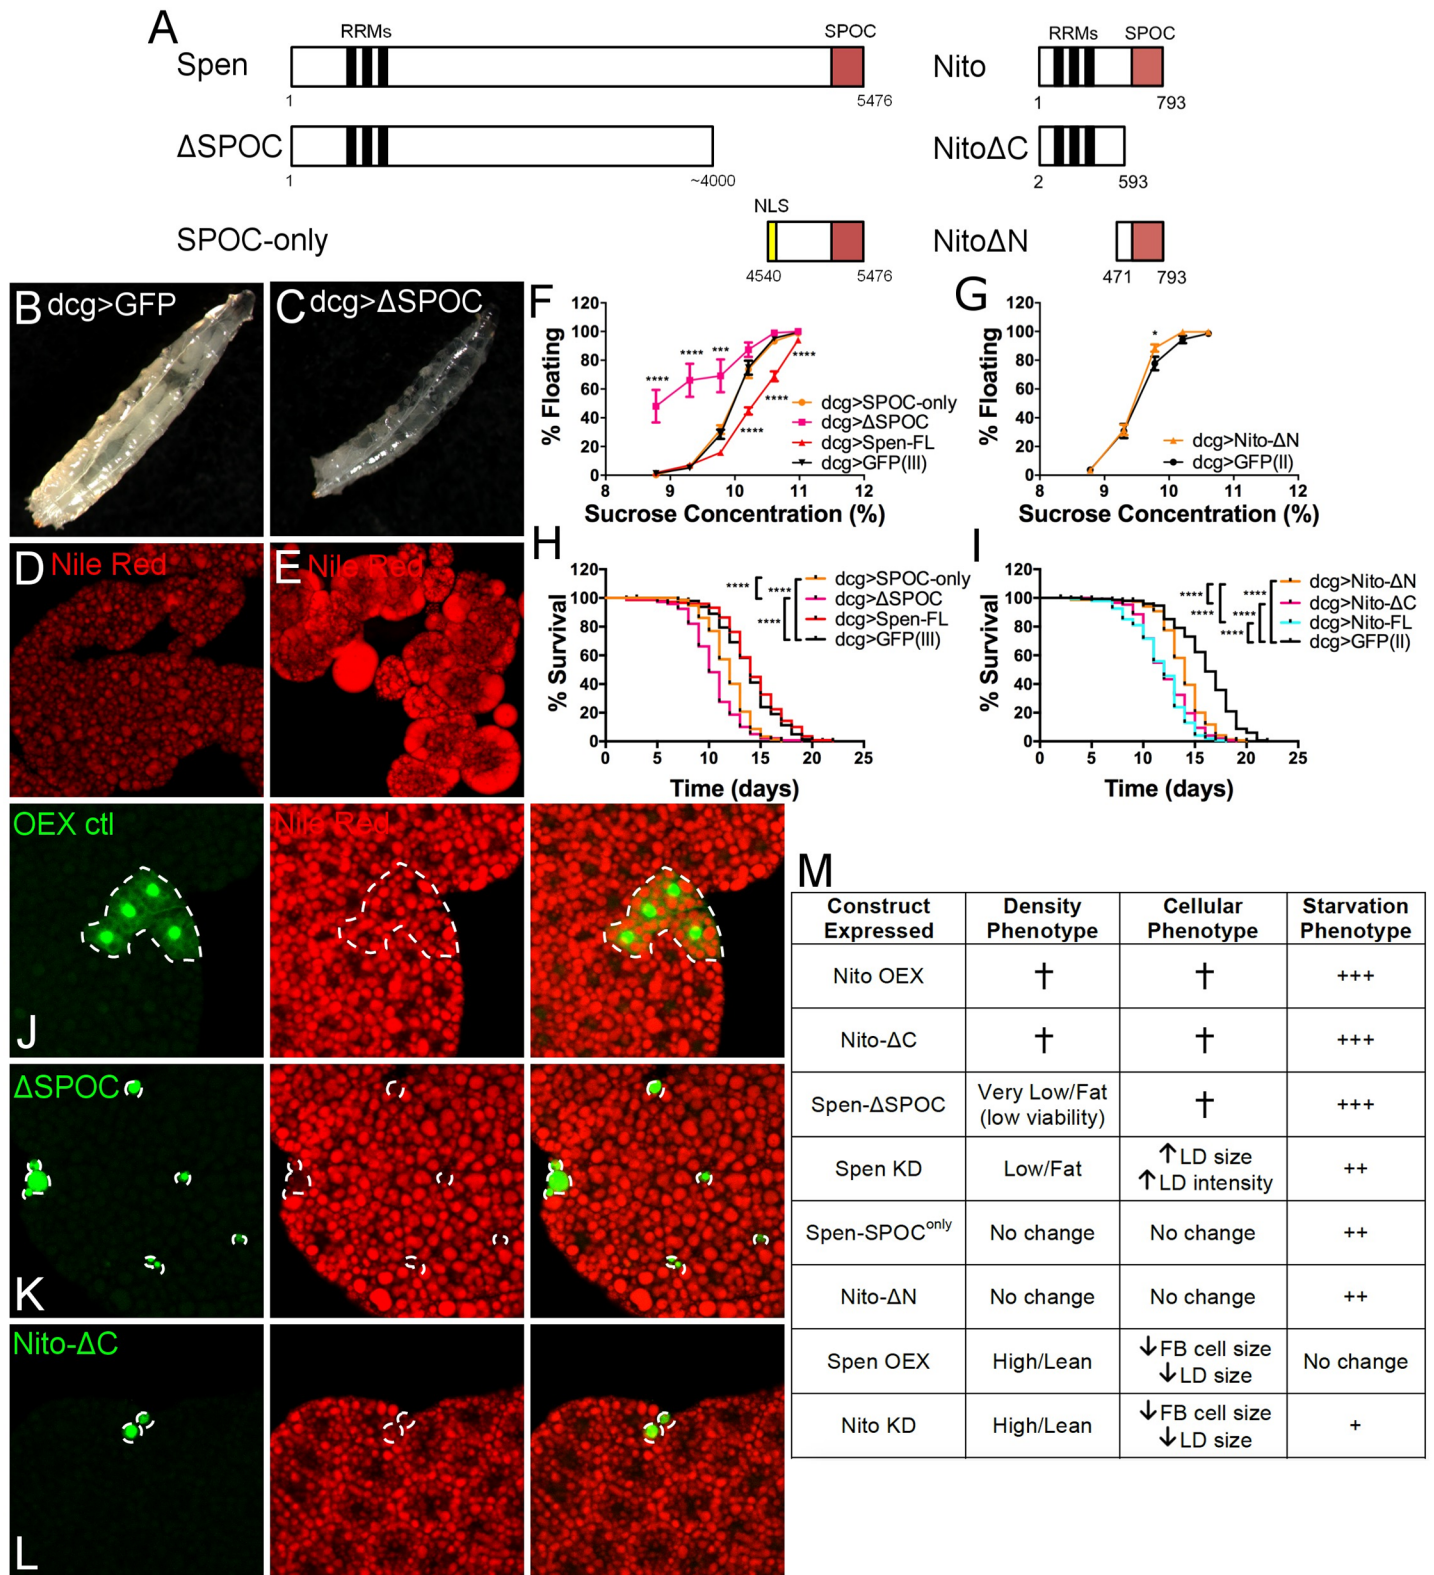 A
RRMs SPOC
Spen
1 5476
ΔSPOC
1 ~4000
NLS
SPOC-only
4540 5476
RRMs SPOC
Nito
1 793
NitoΔC
2 593
NitoΔN
471 793
B dcg>GFP
C dcg>ΔSPOC
D Nile Red
E Nile Red
F
% Floating
120
100
80
60
40
20
0
8 9 10 11 12
Sucrose Concentration (%)
**** **** *** **** **** ****
dcg>SPOC-only
dcg>ΔSPOC
dcg>Spen-FL
dcg>GFP(III)
G
% Floating
120
100
80
60
40
20
0
8 9 10 11 12
Sucrose Concentration (%)
*
dcg>Nito-ΔN
dcg>GFP(II)
H
% Survival
120
100
80
60
40
20
0
0 5 10 15 20 25
Time (days)
**** **** ****
dcg>SPOC-only
dcg>ΔSPOC
dcg>Spen-FL
dcg>GFP(III)
I
% Survival
120
100
80
60
40
20
0
0 5 10 15 20 25
Time (days)
**** **** **** **** ****
dcg>Nito-ΔN
dcg>Nito-ΔC
dcg>Nito-FL
dcg>GFP(II)
OEX ctl
Nile Red
J
ΔSPOC
K
Nito-ΔC
L
M
Construct Expressed Density Phenotype Cellular Phenotype Starvation Phenotype
Nito OEX † † +++
Nito-ΔC † † +++
Spen-ΔSPOC Very Low/Fat (low viability) † +++
Spen KD Low/Fat ↑LD size ↑LD intensity ++
Spen-SPOConly No change No change ++
Nito-ΔN No change No change ++
Spen OEX High/Lean ↓FB cell size ↓LD size No change
Nito KD High/Lean ↓FB cell size ↓LD size +